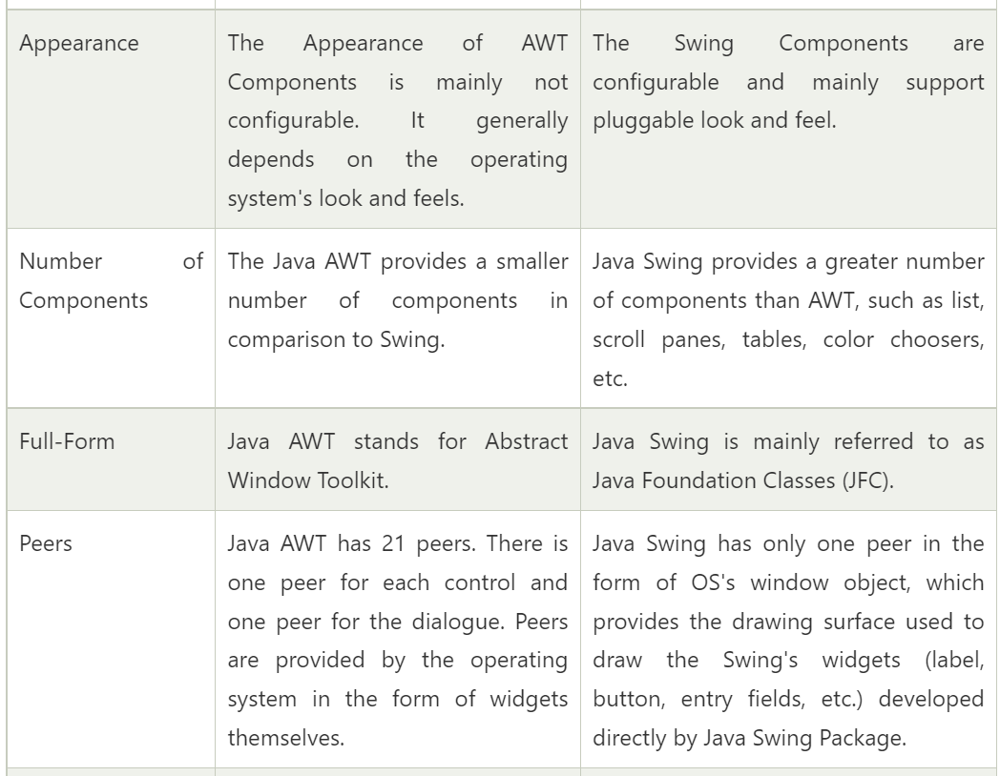 Appearance
The Appearance of AWT
Components is mainly not
configurable. It generally
depends on the operating
system's look and feels.
The Swing Components are
configurable and mainly support
pluggable look and feel.
Number of
Components
The Java AWT provides a smaller
number of components in
comparison to Swing.
Java Swing provides a greater number
of components than AWT, such as list,
scroll panes, tables, color choosers,
etc.
Full-Form
Java AWT stands for Abstract
Window Toolkit.
Java Swing is mainly referred to as
Java Foundation Classes (JFC).
Peers
Java AWT has 21 peers. There is
one peer for each control and
one peer for the dialogue. Peers
are provided by the operating
system in the form of widgets
themselves.
Java Swing has only one peer in the
form of OS's window object, which
provides the drawing surface used to
draw the Swing's widgets (label,
button, entry fields, etc.) developed
directly by Java Swing Package.